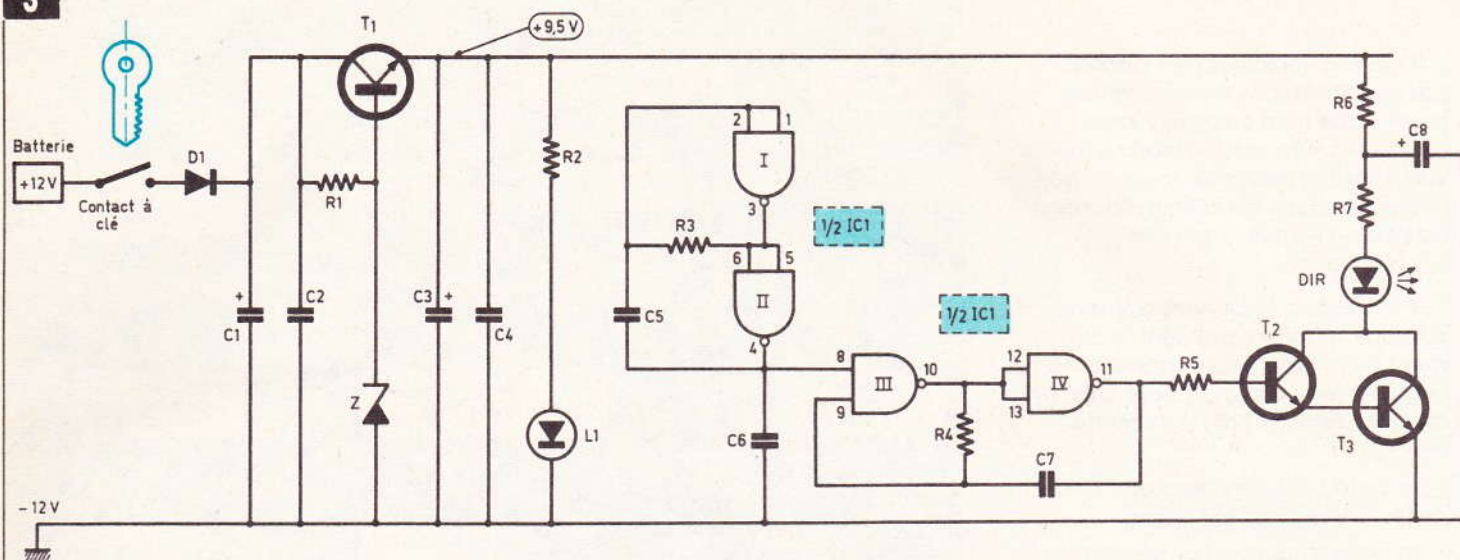 3
T1
+9,5 V
Batterie
+12 V
Contact à
clé
D1
R1
C1
+
C2
Z
C3
+
C4
R2
L1
2
1
I
3
R3
6
5
II
4
C5
C6
1/2 IC1
1/2 IC1
8
9
III
10
R4
12
13
IV
11
C7
R5
T2
T3
R6
C8
+
R7
DIR
-12 V